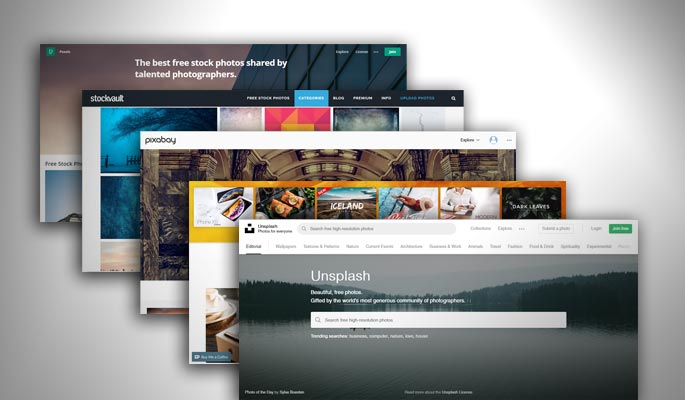 Pexels
Explore License ••• Join
The best free stock photos shared by
talented photographers.
Free Stock Ph
stockvault
FREE STOCK PHOTOS CATEGORIES BLOG PREMIUM INFO UPLOAD PHOTOS
pixabay
Explore
iPhone X
ICELAND
MODERN
DARK LEAVES
Buy Me a Coffee
Unsplash
Photos for everyone
Search free high-resolution photos
Collections Explore ••• Submit a photo Login Join free
Editorial Wallpapers Textures & Patterns Nature Current Events Architecture Business & Work Animals Travel Fashion Food & Drink Spirituality Experimental
Unsplash
Beautiful, free photos.
Gifted by the world's most generous community of photographers.
Search free high-resolution photos
Trending searches: business, computer, nature, love, house
Photo of the Day by Sylas Boesten
Read more about the Unsplash License